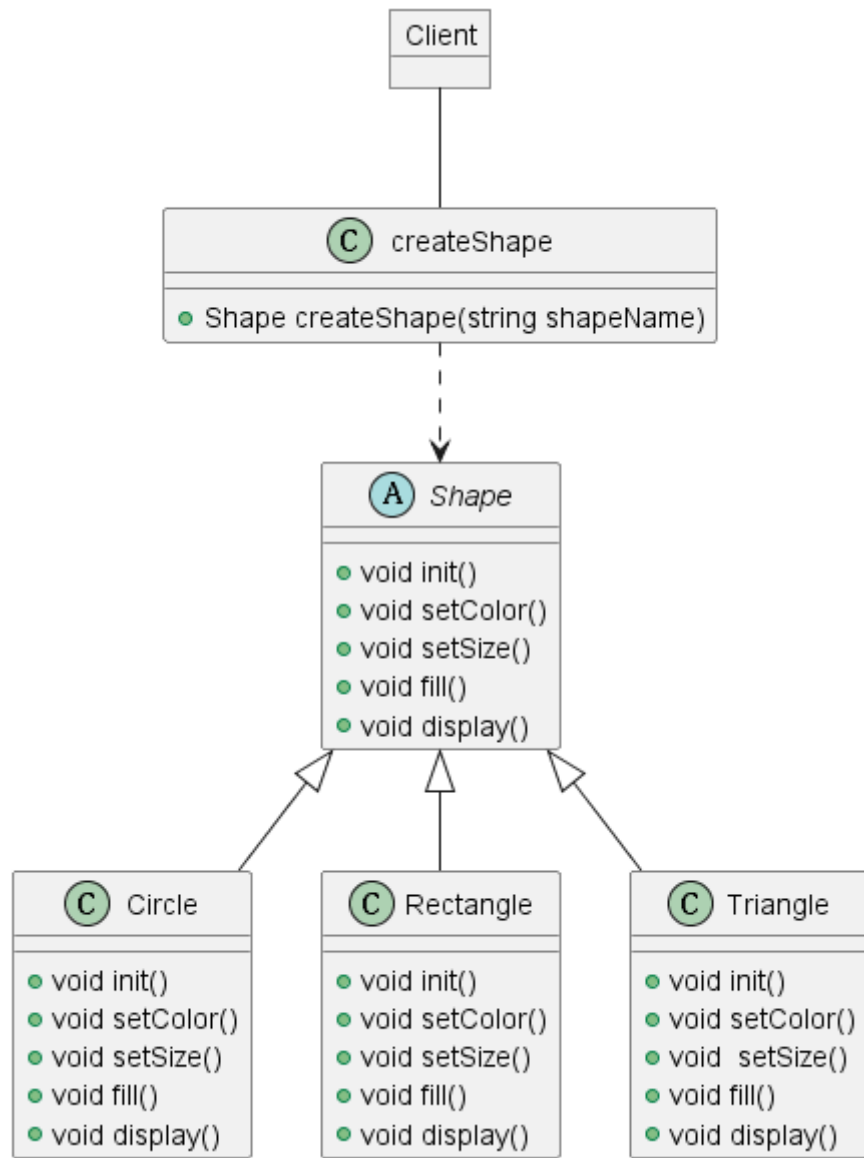 Client
C createShape
Shape createShape(string shapeName)
A Shape
void init()
void setColor()
void setSize()
void fill()
void display()
C Circle
void init()
void setColor()
void setSize()
void fill()
void display()
C Rectangle
void init()
void setColor()
void setSize()
void fill()
void display()
C Triangle
void init()
void setColor()
void  setSize()
void fill()
void display()